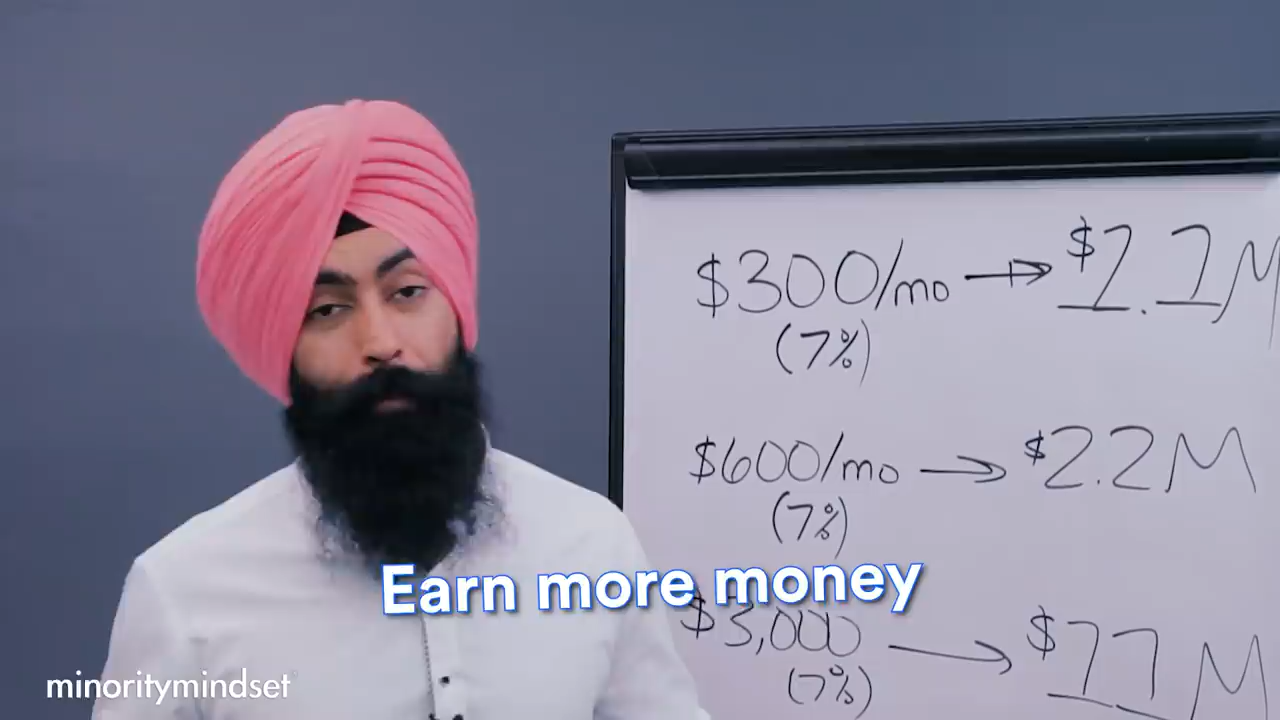 $300/mo → $1.1M
(7%)
$600/mo → $2.2M
(7%)
Earn more money
$3,000 → $11M
(7%)
minoritymindset